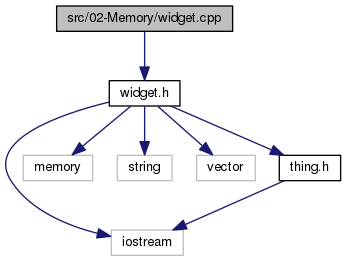 src/02-Memory/widget.cpp
widget.h
memory
string
vector
thing.h
iostream